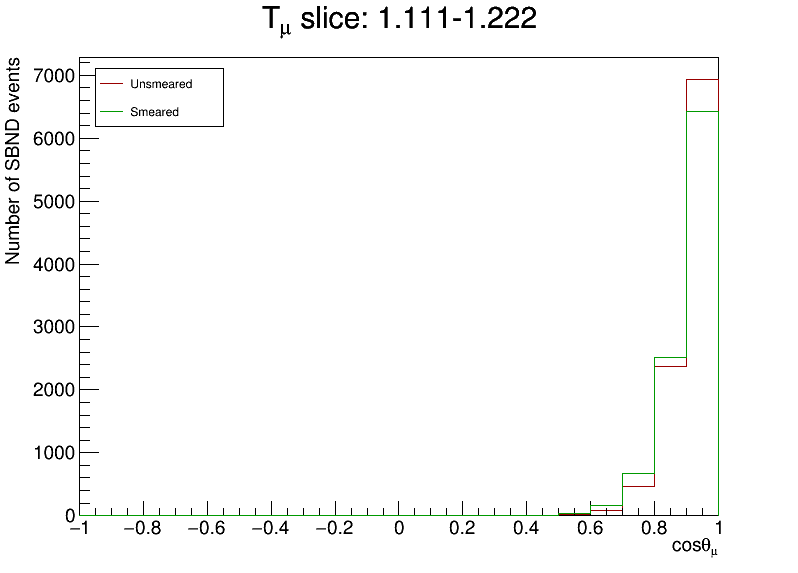 Tμ slice: 1.111-1.222
Number of SBND events
7000
6000
5000
4000
3000
2000
1000
0
Unsmeared
Smeared
−1 −0.8 −0.6 −0.4 −0.2 0 0.2 0.4 0.6 0.8 1
cosθμ